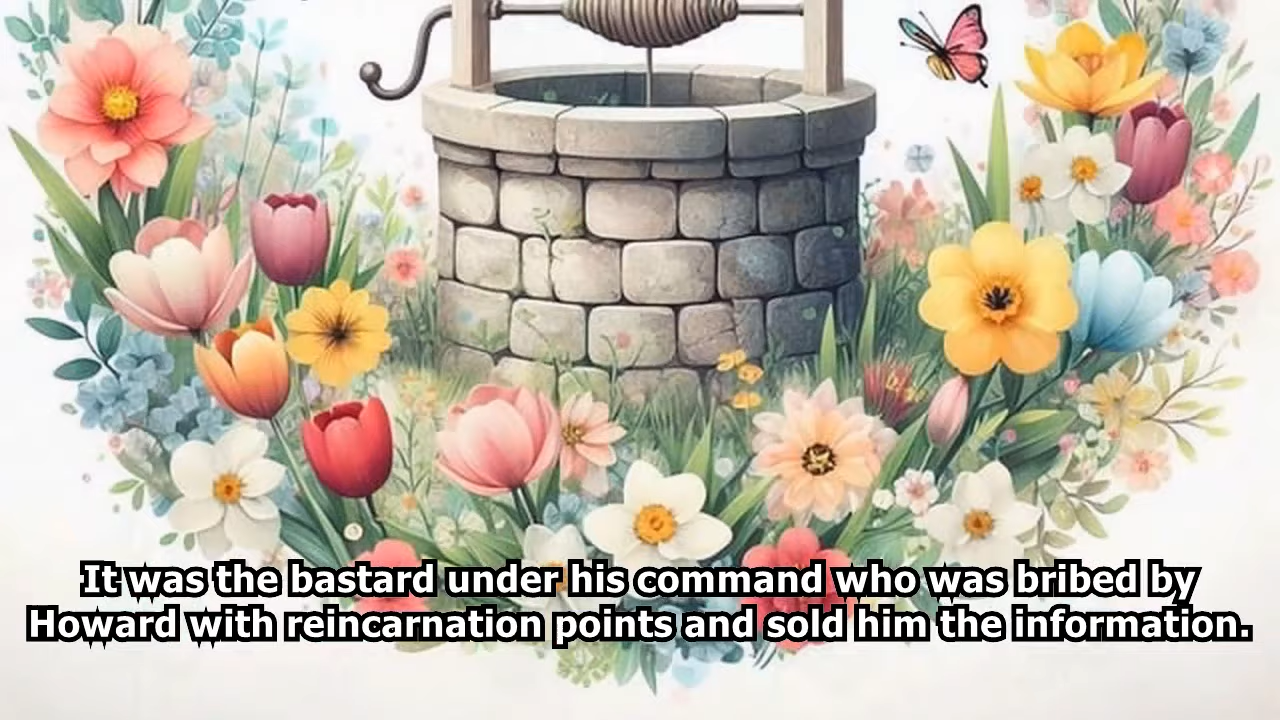 It was the bastard under his command who was bribed by
Howard with reincarnation points and sold him the information.